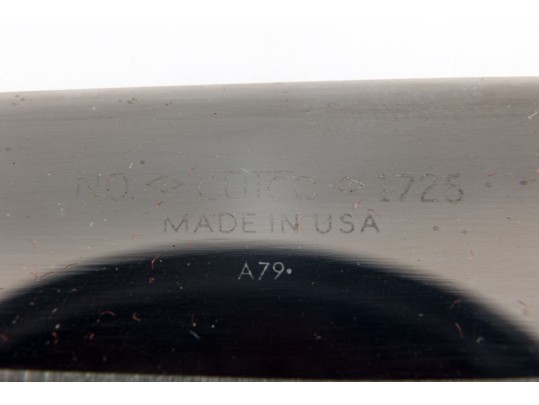 NO. <> CUTCO <> 1725
MADE IN USA
A79•